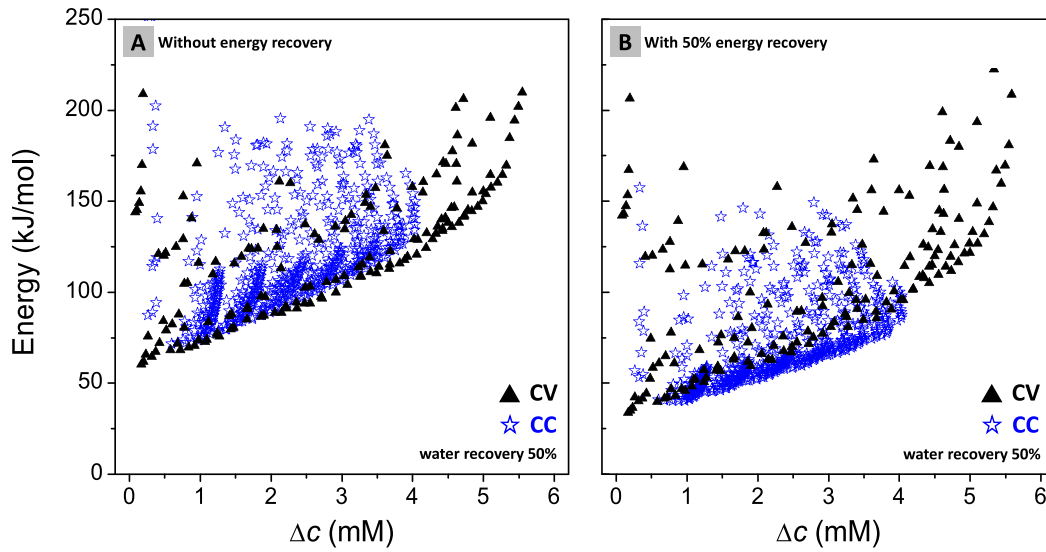 A Without energy recovery
B With 50% energy recovery
250
200
150
100
50
0
Energy (kJ/mol)
CV
CC
water recovery 50%
CV
CC
water recovery 50%
0 1 2 3 4 5 6
0 1 2 3 4 5 6
Δc (mM)
Δc (mM)